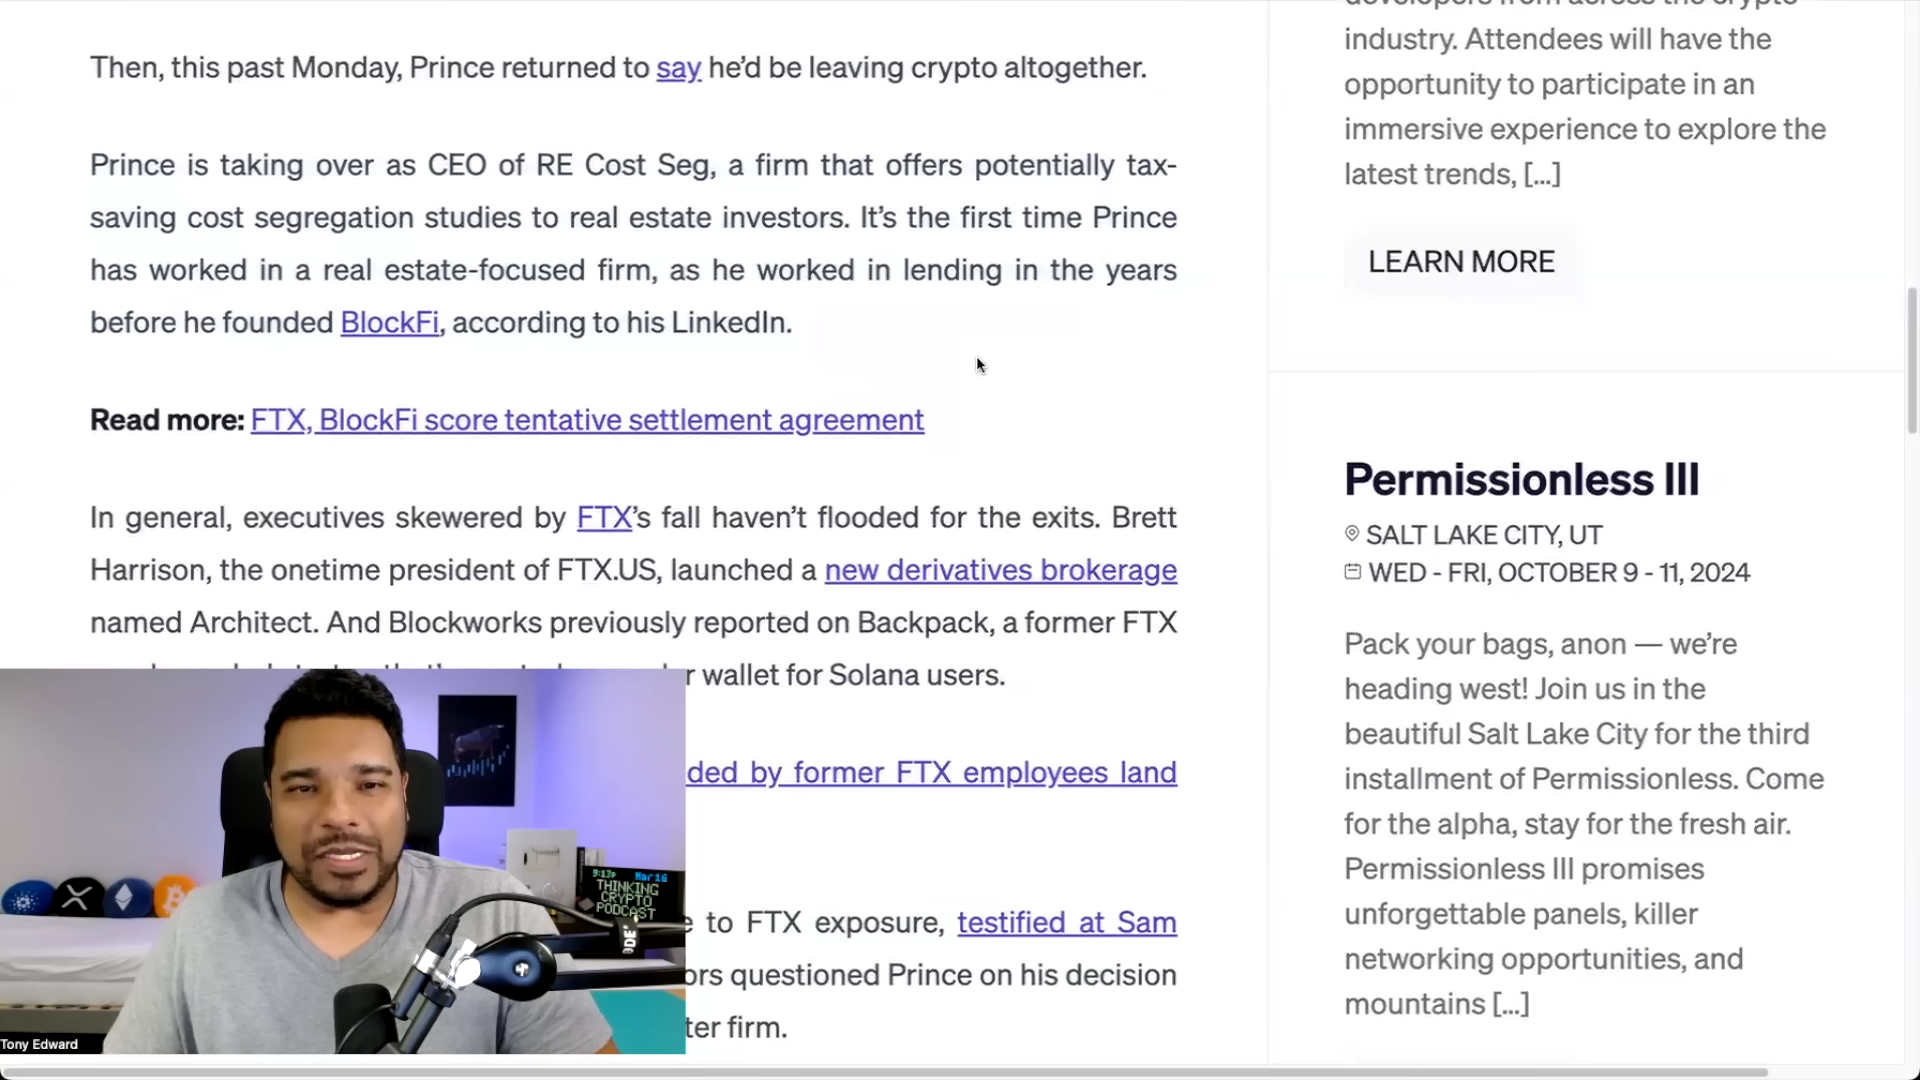 Then, this past Monday, Prince returned to say he’d be leaving crypto altogether.
Prince is taking over as CEO of RE Cost Seg, a firm that offers potentially tax-
saving cost segregation studies to real estate investors. It’s the first time Prince
has worked in a real estate-focused firm, as he worked in lending in the years
before he founded BlockFi, according to his LinkedIn.
Read more: FTX, BlockFi score tentative settlement agreement
In general, executives skewered by FTX’s fall haven’t flooded for the exits. Brett
Harrison, the onetime president of FTX.US, launched a new derivatives brokerage
named Architect. And Blockworks previously reported on Backpack, a former FTX
r wallet for Solana users.
ded by former FTX employees land
to FTX exposure, testified at Sam
ors questioned Prince on his decision
ter firm.
industry. Attendees will have the
opportunity to participate in an
immersive experience to explore the
latest trends, [...]
LEARN MORE
Permissionless III
SALT LAKE CITY, UT
WED - FRI, OCTOBER 9 - 11, 2024
Pack your bags, anon — we’re
heading west! Join us in the
beautiful Salt Lake City for the third
installment of Permissionless. Come
for the alpha, stay for the fresh air.
Permissionless III promises
unforgettable panels, killer
networking opportunities, and
mountains [...]
9:13P Mar 16
THINKING
CRYPTO
PODCAST
Tony Edward